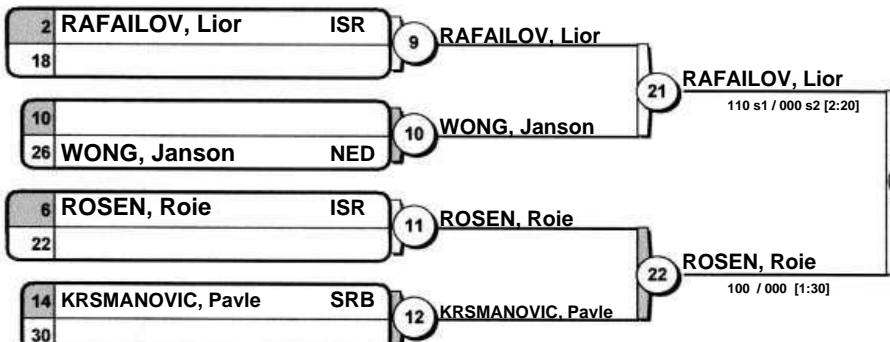 2 RAFAILOV, Lior ISR
18
9 RAFAILOV, Lior
10
26 WONG, Janson NED
10 WONG, Janson
21 RAFAILOV, Lior
110 s1 / 000 s2 [2:20]
6 ROSEN, Roie ISR
22
11 ROSEN, Roie
14 KRSMANOVIC, Pavle SRB
30
12 KRSMANOVIC, Pavle
22 ROSEN, Roie
100 / 000 [1:30]